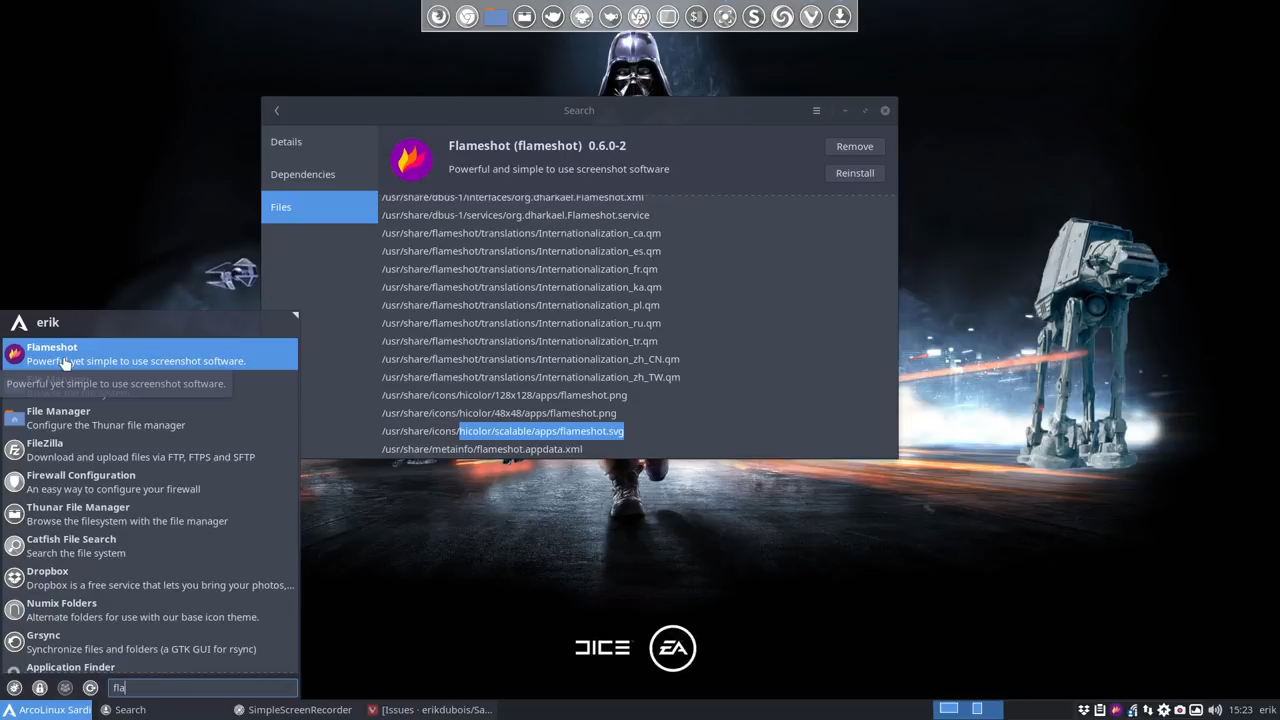 Search
Details
Dependencies
Files
Flameshot (flameshot) 0.6.0-2
Powerful and simple to use screenshot software
Remove
Reinstall
/usr/share/dbus-1/interfaces/org.dharkael.Flameshot.xml
/usr/share/dbus-1/services/org.dharkael.Flameshot.service
/usr/share/flameshot/translations/Internationalization_ca.qm
/usr/share/flameshot/translations/Internationalization_es.qm
/usr/share/flameshot/translations/Internationalization_fr.qm
/usr/share/flameshot/translations/Internationalization_ka.qm
/usr/share/flameshot/translations/Internationalization_pl.qm
/usr/share/flameshot/translations/Internationalization_ru.qm
/usr/share/flameshot/translations/Internationalization_tr.qm
/usr/share/flameshot/translations/Internationalization_zh_CN.qm
/usr/share/flameshot/translations/Internationalization_zh_TW.qm
/usr/share/icons/hicolor/128x128/apps/flameshot.png
/usr/share/icons/hicolor/48x48/apps/flameshot.png
/usr/share/icons/hicolor/scalable/apps/flameshot.svg
/usr/share/metainfo/flameshot.appdata.xml
erik
Flameshot
Powerful yet simple to use screenshot software.
Powerful yet simple to use screenshot software.
File Manager
Configure the Thunar file manager
FileZilla
Download and upload files via FTP, FTPS and SFTP
Firewall Configuration
An easy way to configure your firewall
Thunar File Manager
Browse the filesystem with the file manager
Catfish File Search
Search the file system
Dropbox
Dropbox is a free service that lets you bring your photos,...
Numix Folders
Alternate folders for use with our base icon theme.
Grsync
Synchronize files and folders (a GTK GUI for rsync)
Application Finder
fla
DICE
EA
ArcoLinux Sardi
Search
SimpleScreenRecorder
[Issues - erikdubois/Sa...
15:23 erik